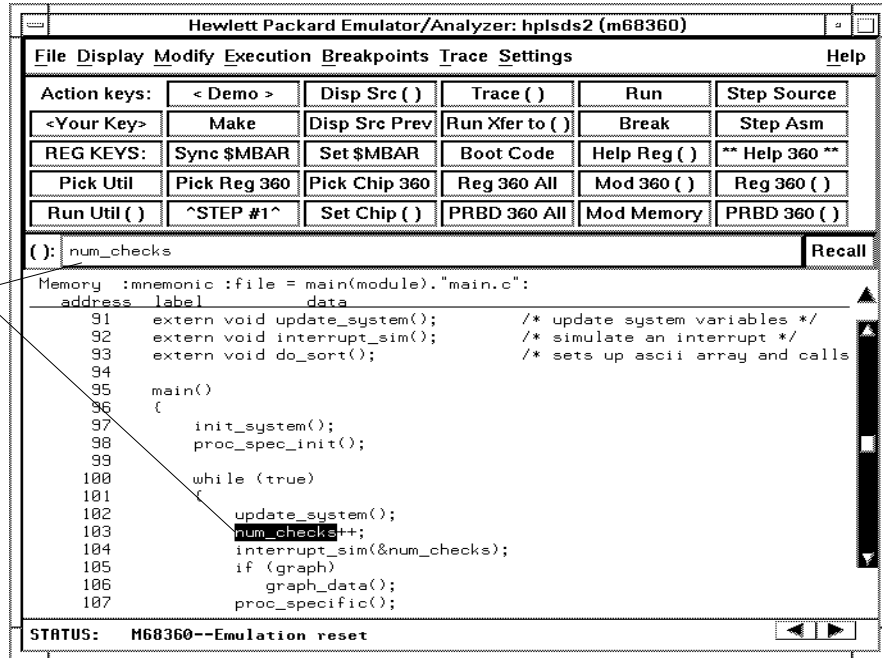 Hewlett Packard Emulator/Analyzer: hplsds2 (m68360)
File Display Modify Execution Breakpoints Trace Settings Help
Action keys: < Demo > Disp Src ( ) Trace ( ) Run Step Source
<Your Key> Make Disp Src Prev Run Xfer to ( ) Break Step Asm
REG KEYS: Sync $MBAR Set $MBAR Boot Code Help Reg ( ) ** Help 360 **
Pick Util Pick Reg 360 Pick Chip 360 Reg 360 All Mod 360 ( ) Reg 360 ( )
Run Util ( ) ^STEP #1^ Set Chip ( ) PRBD 360 All Mod Memory PRBD 360 ( )
( ): num_checks Recall
Memory :mnemonic :file = main(module)."main.c":
address label data
91 extern void update_system(); /* update system variables */
92 extern void interrupt_sim(); /* simulate an interrupt */
93 extern void do_sort(); /* sets up ascii array and calls
94
95 main()
96 {
97 init_system();
98 proc_spec_init();
99
100 while (true)
101 {
102 update_system();
103 num_checks++;
104 interrupt_sim(&num_checks);
105 if (graph)
106 graph_data();
107 proc_specific();
STATUS: M68360--Emulation reset